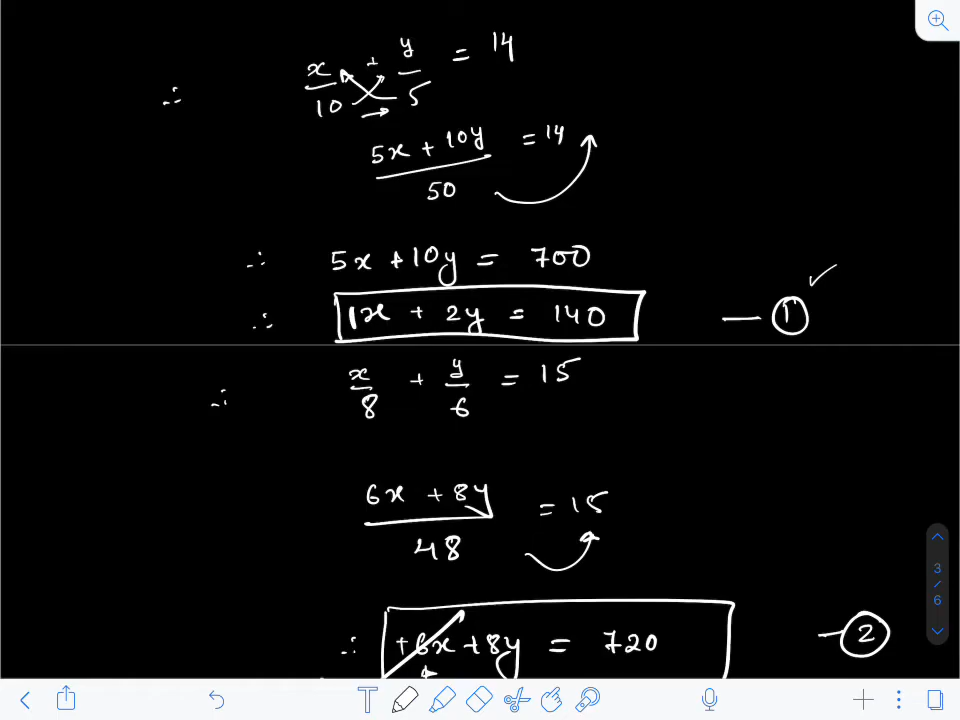 ∴ x/10 + y/5 = 14
(5x + 10y)/50 = 14
∴ 5x + 10y = 700
∴ 1x + 2y = 140 — ①
∴ x/8 + y/6 = 15
(6x + 8y)/48 = 15
∴ +6x + 8y = 720 — ②
3
/
6
T